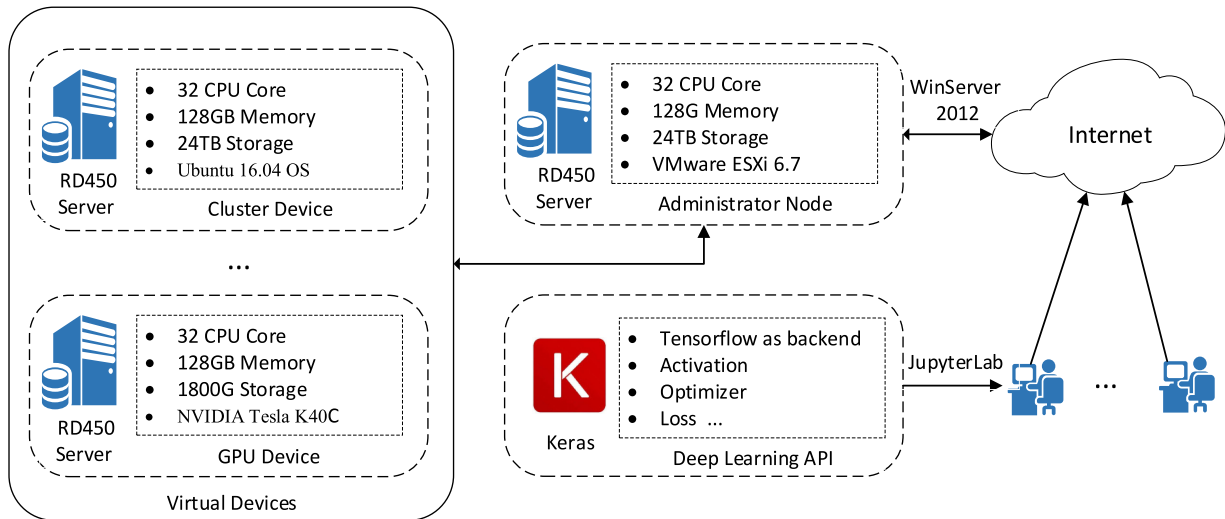 32 CPU Core
128GB Memory
24TB Storage
Ubuntu 16.04 OS
RD450
Server
Cluster Device
...
32 CPU Core
128GB Memory
1800G Storage
NVIDIA Tesla K40C
RD450
Server
GPU Device
Virtual Devices
32 CPU Core
128G Memory
24TB Storage
VMware ESXi 6.7
RD450
Server
Administrator Node
WinServer
2012
Internet
K
Keras
Tensorflow as backend
Activation
Optimizer
Loss ...
Deep Learning API
JupyterLab
...